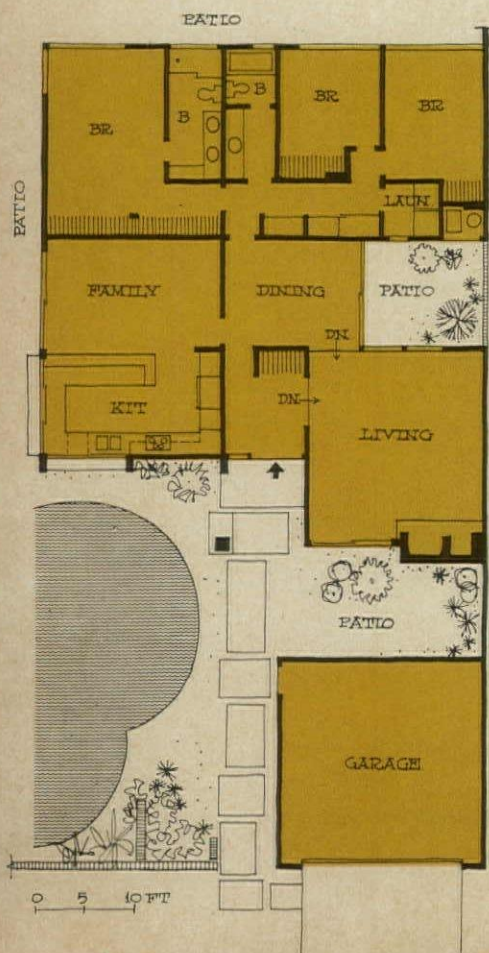 PATIO
BR
B
B
BR
BR
LAUN
PATIO
FAMILY
DINING
PATIO
DN
KIT
DN
LIVING
PATIO
GARAGE
0 5 10 FT